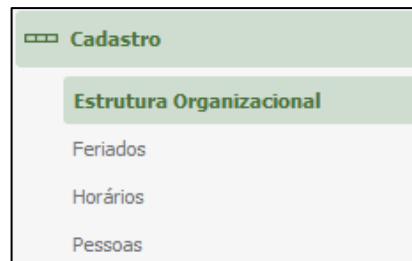 Cadastro
Estrutura Organizacional
Feriados
Horários
Pessoas